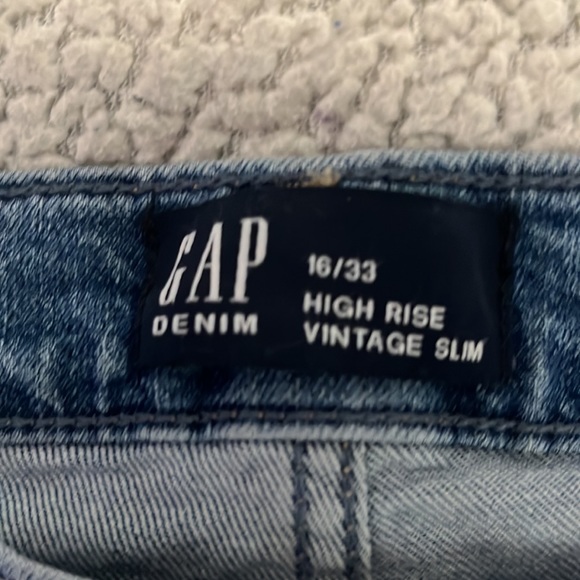 GAP
DENIM
16/33
HIGH RISE
VINTAGE SLIM